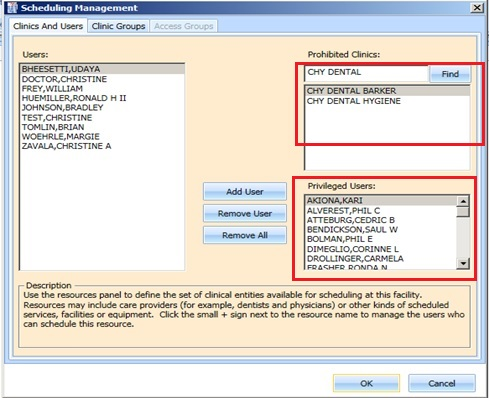 Scheduling Management
Clinics And Users
Clinic Groups
Access Groups
Users:
BHEESETTI,UDAYA
DOCTOR,CHRISTINE
FREY,WILLIAM
HUEMILLER,RONALD H II
JOHNSON,BRADLEY
TEST,CHRISTINE
TOMLIN,BRIAN
WOEHRLE,MARGIE
ZAVALA,CHRISTINE A
Add User
Remove User
Remove All
Prohibited Clinics:
CHY DENTAL
Find
CHY DENTAL BARKER
CHY DENTAL HYGIENE
Privileged Users:
AKIONA,KARI
ALVEREST,PHIL C
ATTEBURG,CEDRIC B
BENDICKSON,SAUL W
BOLMAN,PHIL E
DIMEGLIO,CORINNE L
DROLLINGER,CARMELA
FRASHER,RONDA N
Description
Use the resources panel to define the set of clinical entities available for scheduling at this facility.
Resources may include care providers (for example, dentists and physicians) or other kinds of scheduled
services, facilities or equipment. Click the small + sign next to the resource name to manage the users who
can schedule this resource.
OK
Cancel